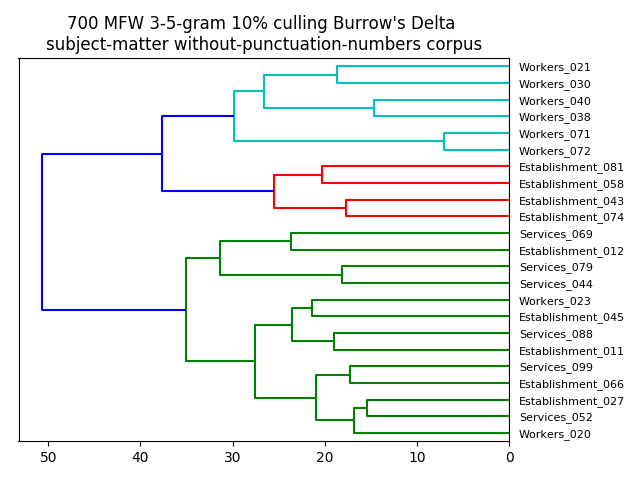 700 MFW 3-5-gram 10% culling Burrow's Delta
subject-matter without-punctuation-numbers corpus
Workers_021
Workers_030
Workers_040
Workers_038
Workers_071
Workers_072
Establishment_081
Establishment_058
Establishment_043
Establishment_074
Services_069
Establishment_012
Services_079
Services_044
Workers_023
Establishment_045
Services_088
Establishment_011
Services_099
Establishment_066
Establishment_027
Services_052
Workers_020
50 40 30 20 10 0